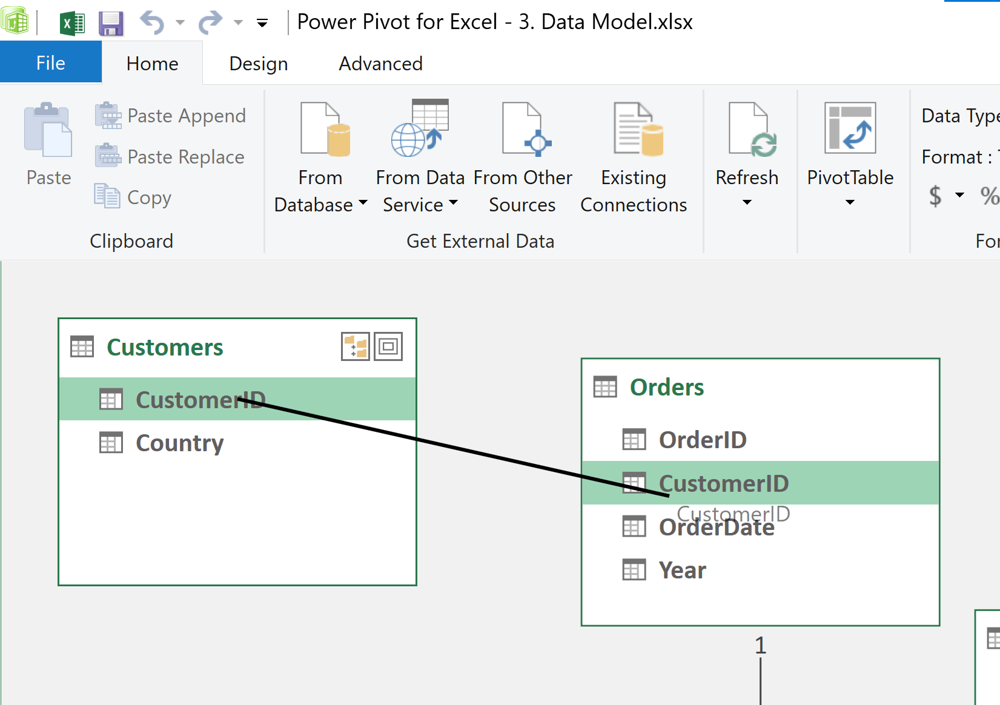 Power Pivot for Excel - 3. Data Model.xlsx
File Home Design Advanced
Paste
Paste Append
Paste Replace
Copy
Clipboard
From
Database
From Data
Service
From Other
Sources
Existing
Connections
Get External Data
Refresh
PivotTable
Data Type
Format :
$ %
For
Customers
CustomerID
Country
Orders
OrderID
CustomerID
CustomerID
OrderDate
Year
1